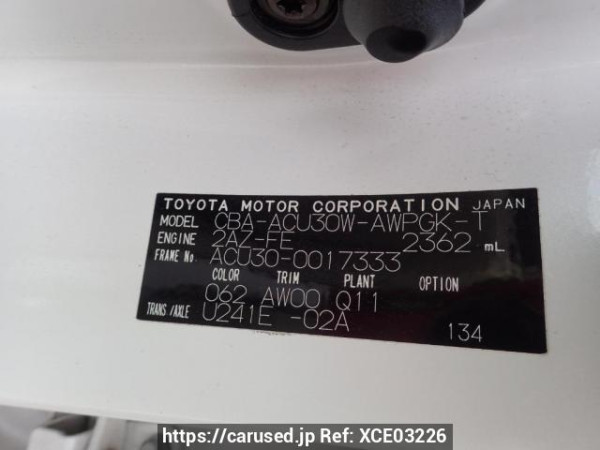 TOYOTA MOTOR CORPORATION JAPAN
MODEL CBA-ACU30W-AWPGK-T
ENGINE 2AZ-FE 2362 mL
FRAME No. ACU30-0017333
COLOR TRIM PLANT OPTION
062 AW00 Q11
TRANS/AXLE U241E -02A
134
https://carused.jp Ref: XCE03226